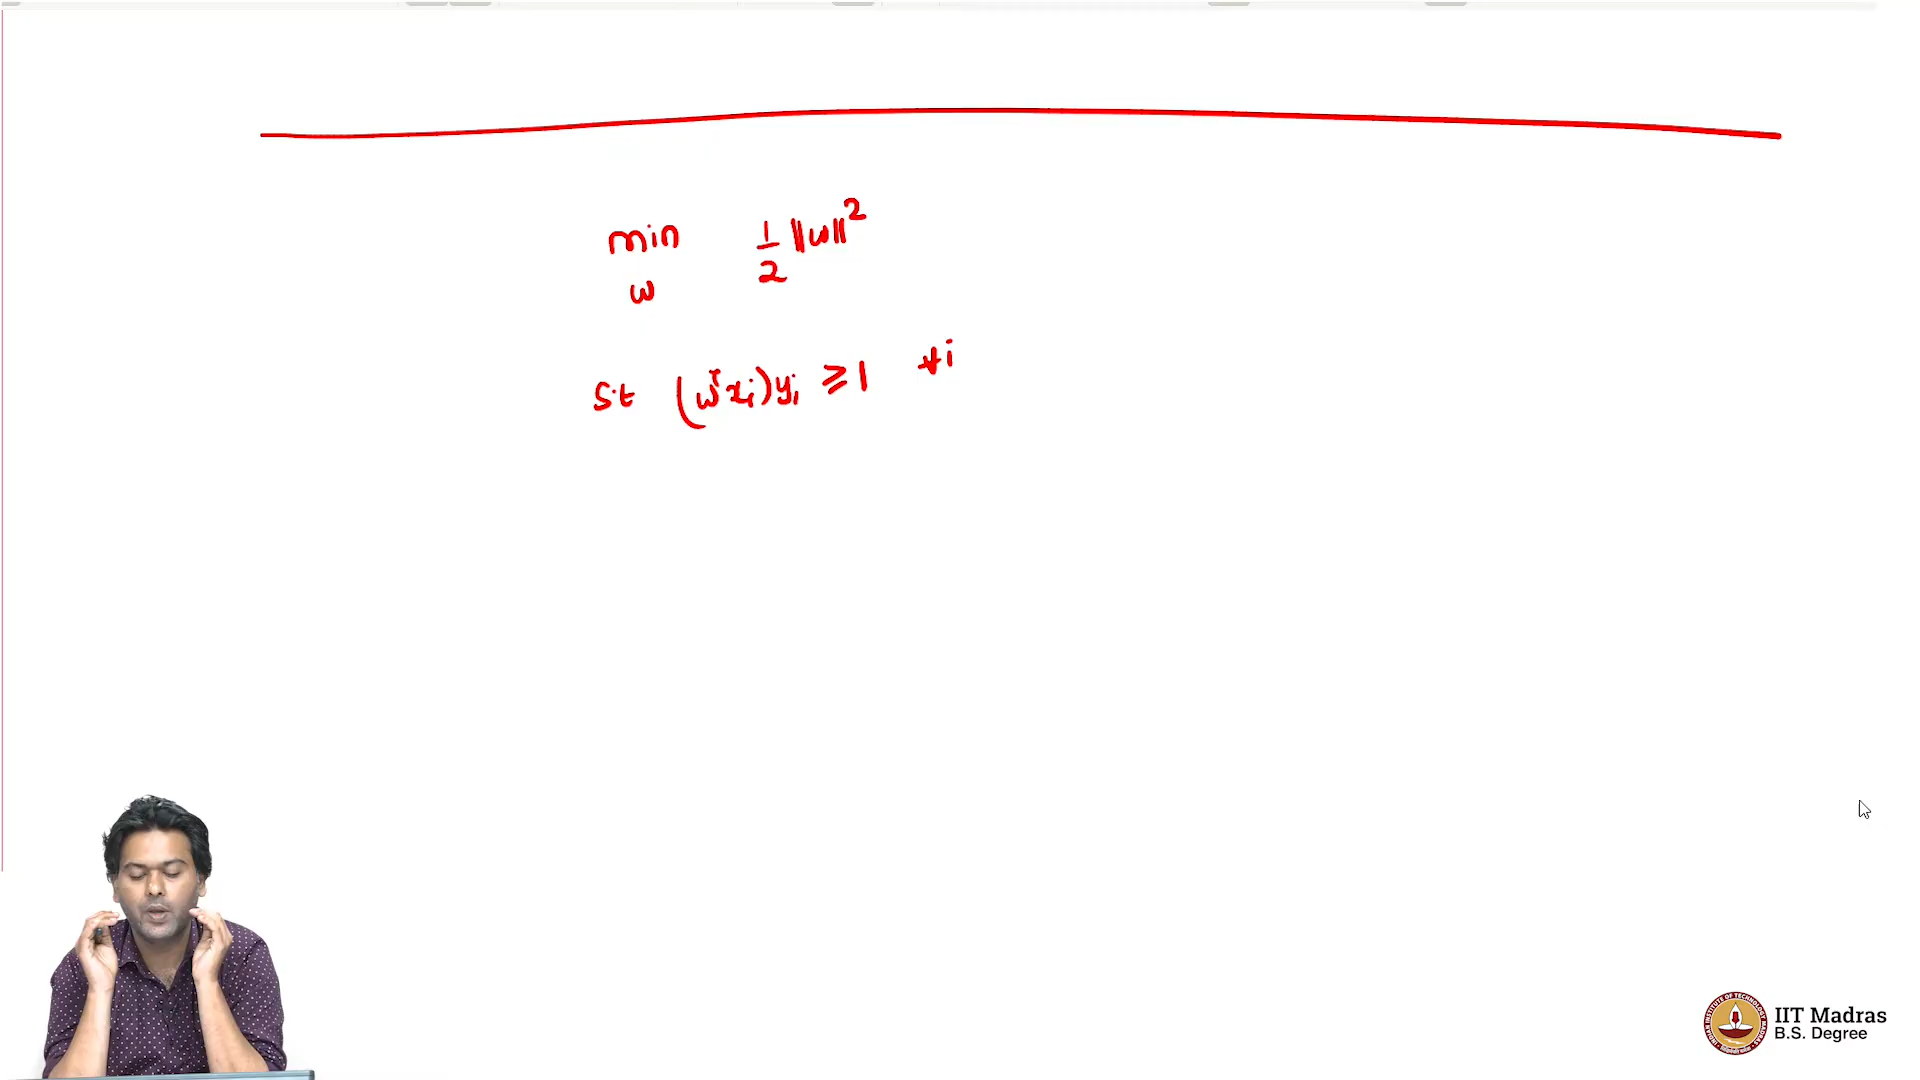 min 1/2 ||w||²
w
s.t (wᵀxᵢ)yᵢ ≥ 1 ∀i
IIT Madras
B.S. Degree